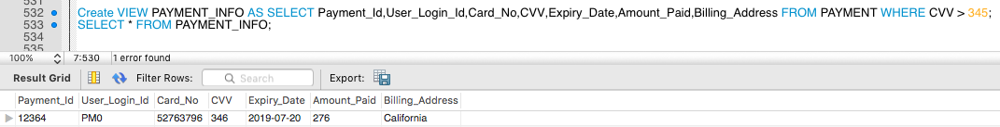 531
532 Create VIEW PAYMENT_INFO AS SELECT Payment_Id,User_Login_Id,Card_No,CVV,Expiry_Date,Amount_Paid,Billing_Address FROM PAYMENT WHERE CVV > 345;
533 SELECT * FROM PAYMENT_INFO;
534
535
100% 7:530 1 error found
Result Grid Filter Rows: Search Export:
Payment_Id User_Login_Id Card_No CVV Expiry_Date Amount_Paid Billing_Address
12364 PM0 52763796 346 2019-07-20 276 California